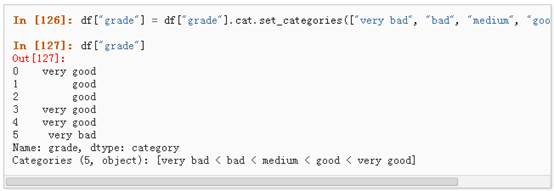 In [126]: df["grade"] = df["grade"].cat.set_categories(["very bad", "bad", "medium", "goo
In [127]: df["grade"]
Out[127]:
0    very good
1         good
2         good
3    very good
4    very good
5     very bad
Name: grade, dtype: category
Categories (5, object): [very bad < bad < medium < good < very good]